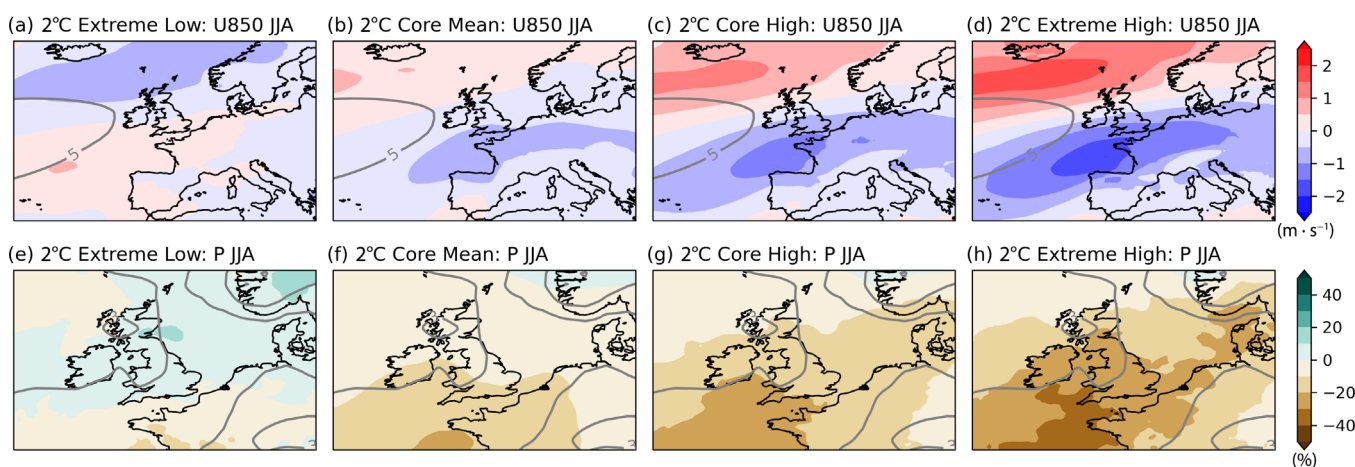 (a) 2°C Extreme Low: U850 JJA
(b) 2°C Core Mean: U850 JJA
(c) 2°C Core High: U850 JJA
(d) 2°C Extreme High: U850 JJA
5
5
5
5
2
1
0
−1
−2
(m · s⁻¹)
(e) 2°C Extreme Low: P JJA
(f) 2°C Core Mean: P JJA
(g) 2°C Core High: P JJA
(h) 2°C Extreme High: P JJA
40
20
0
−20
−40
(%)